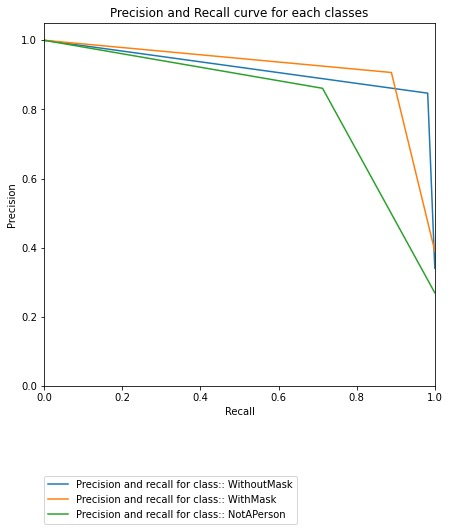 Precision and Recall curve for each classes
1.0
0.8
0.6
0.4
0.2
0.0
Precision
0.0 0.2 0.4 0.6 0.8 1.0
Recall
Precision and recall for class:: WithoutMask
Precision and recall for class:: WithMask
Precision and recall for class:: NotAPerson